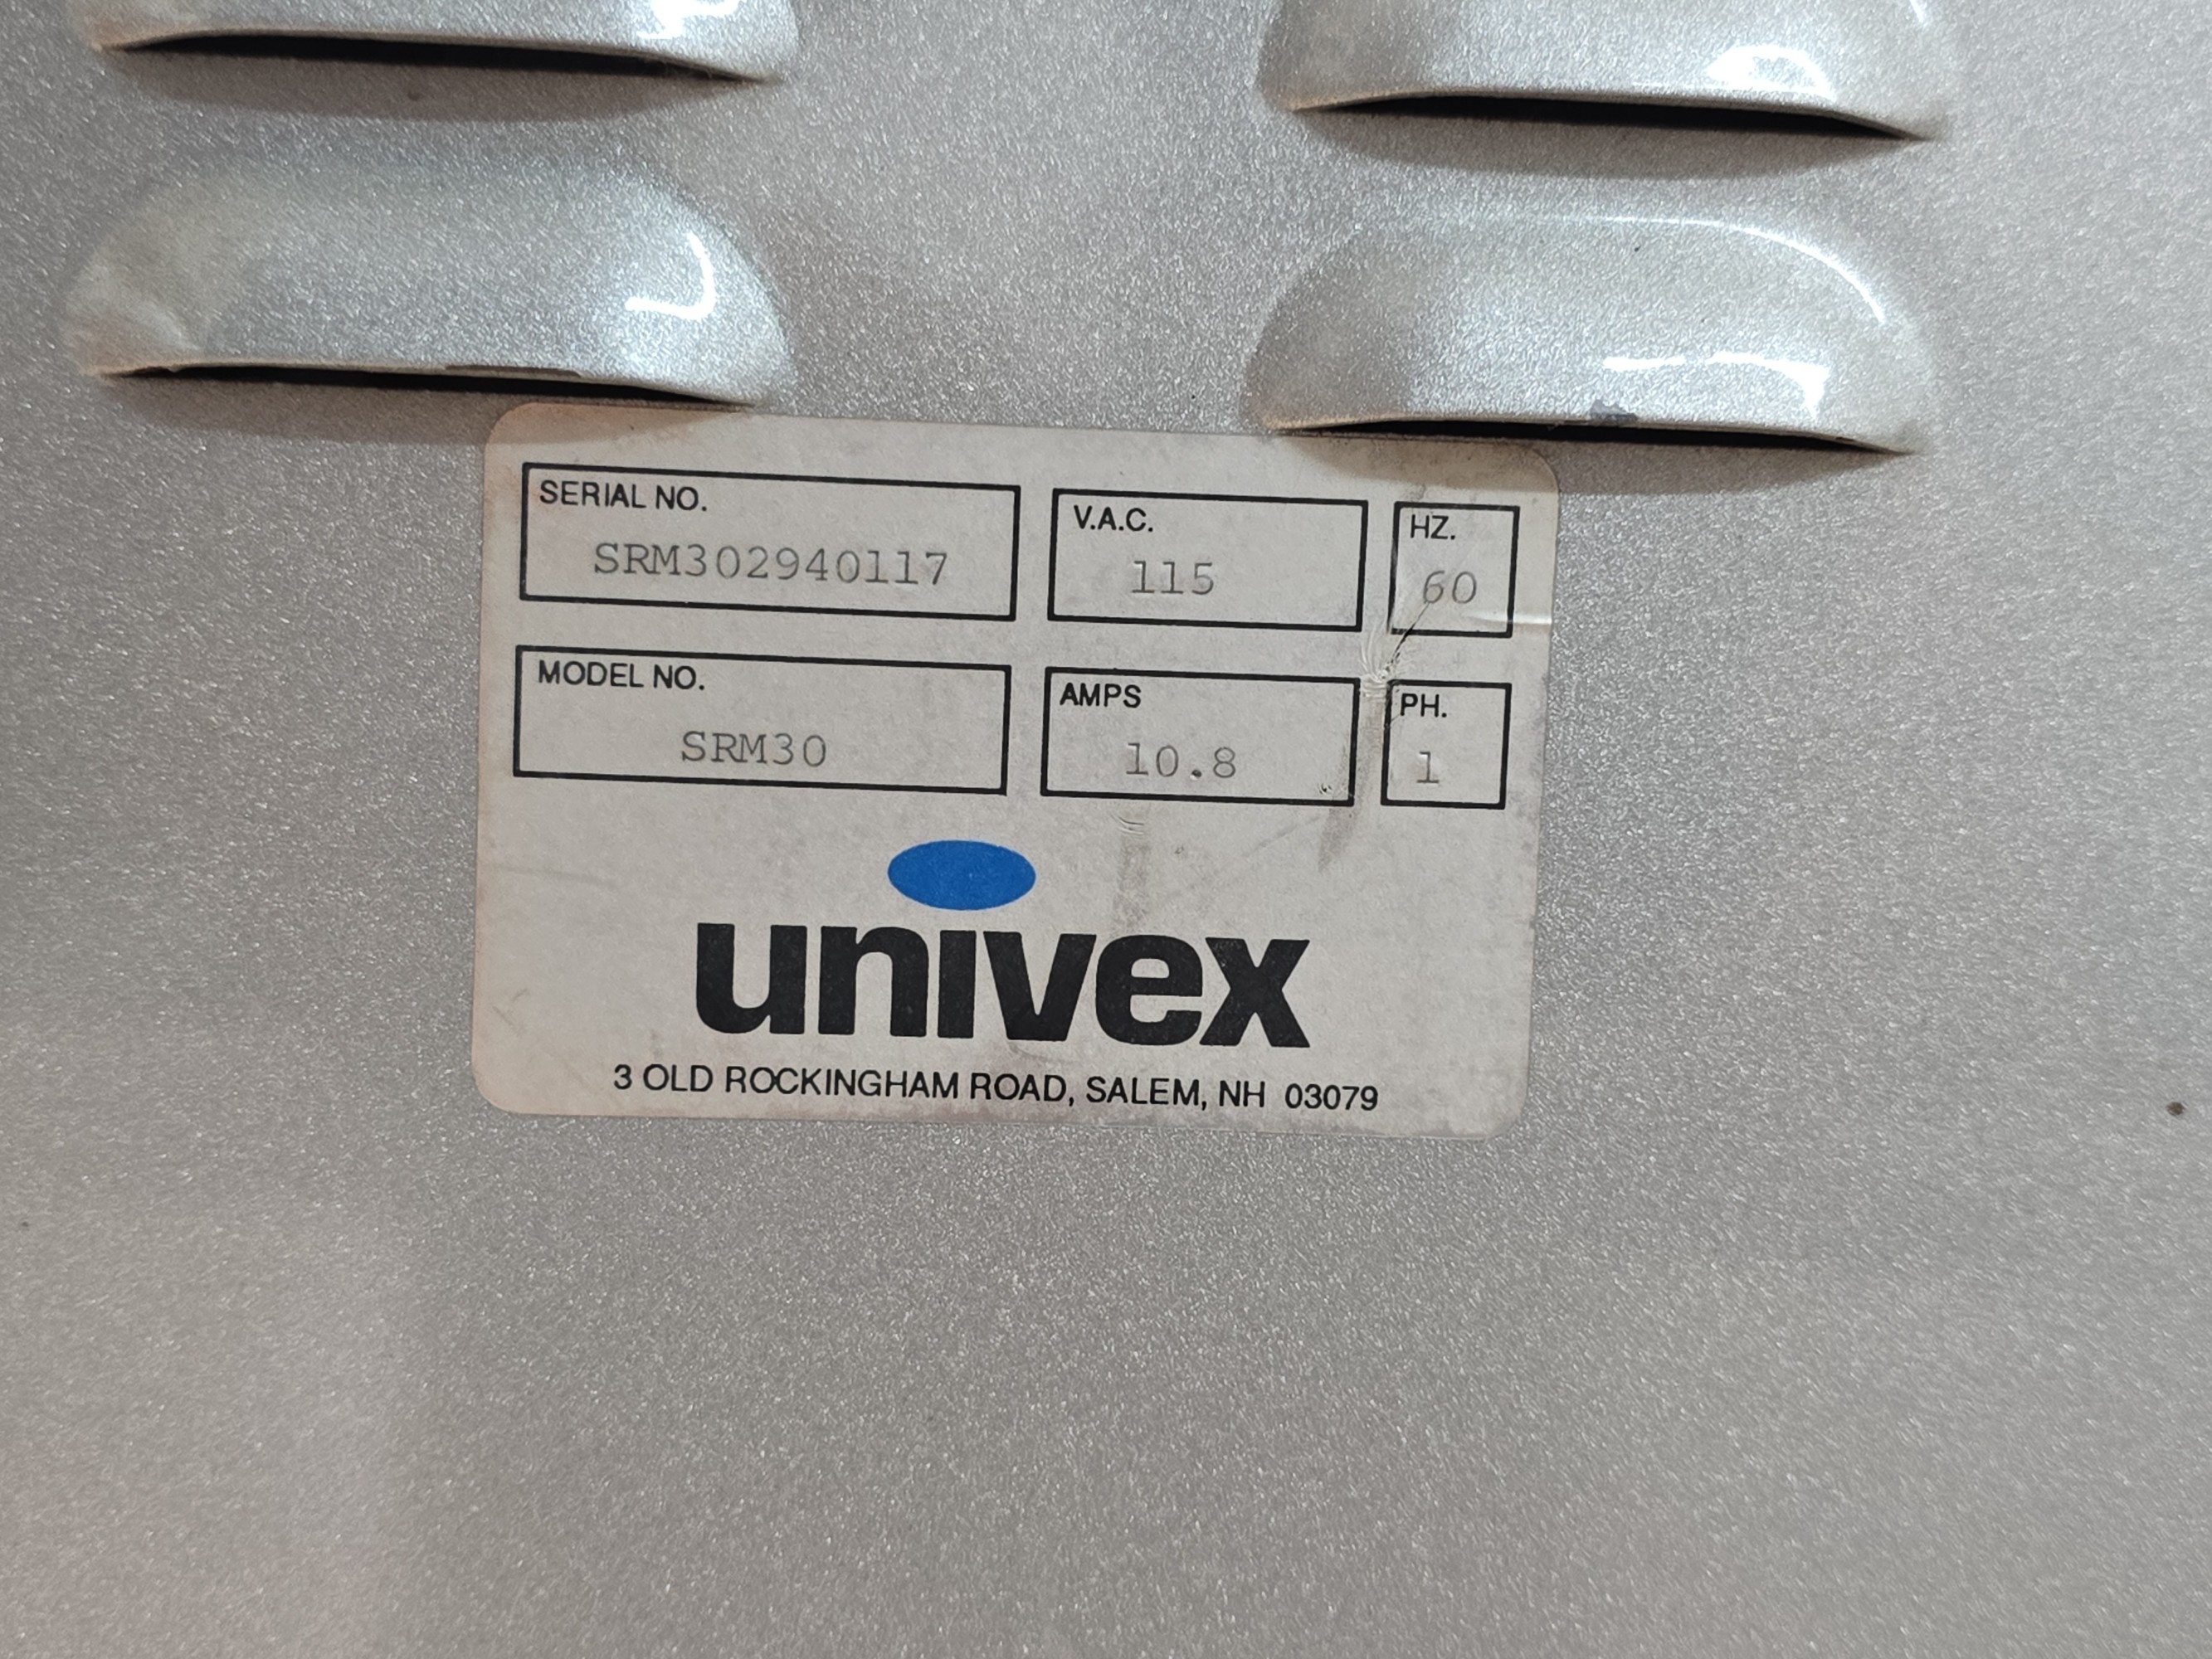 SERIAL NO. V.A.C. HZ.
SRM302940117 115 60
MODEL NO. AMPS PH.
SRM30 10.8 1
univex
3 OLD ROCKINGHAM ROAD, SALEM, NH 03079